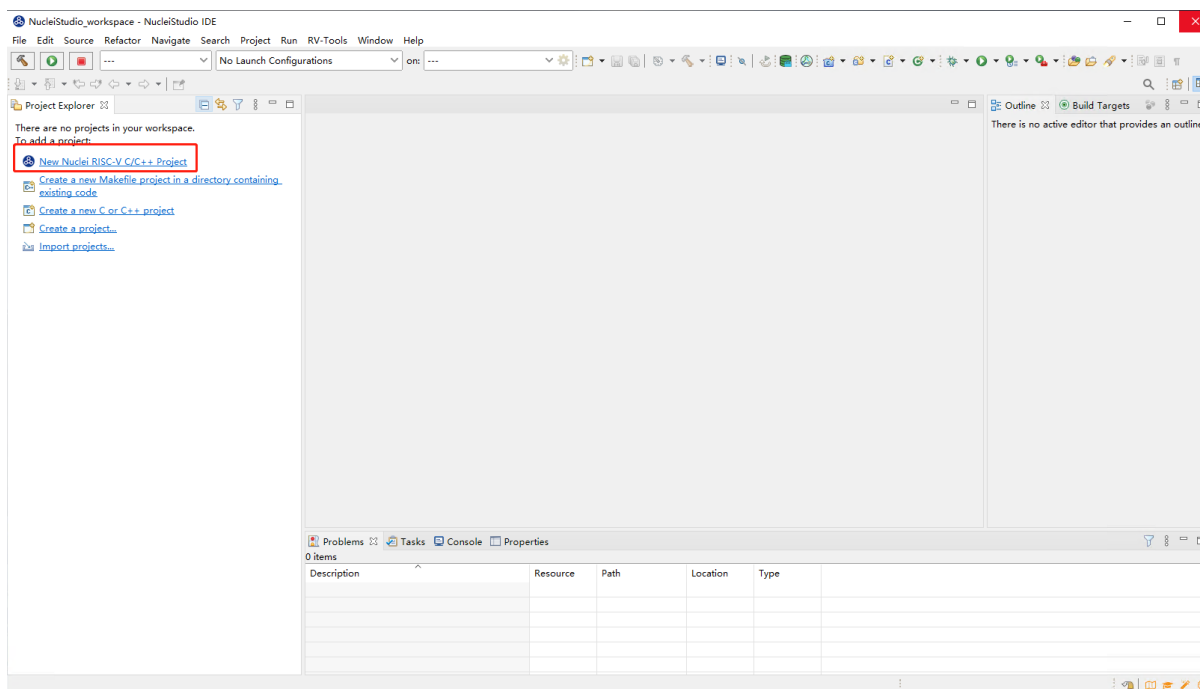 NucleiStudio_workspace - NucleiStudio IDE
File Edit Source Refactor Navigate Search Project Run RV-Tools Window Help
--- No Launch Configurations on: ---
Project Explorer
Outline Build Targets
There are no projects in your workspace.
To add a project:
There is no active editor that provides an outline
New Nuclei RISC-V C/C++ Project
Create a new Makefile project in a directory containing
existing code
Create a new C or C++ project
Create a project...
Import projects...
Problems Tasks Console Properties
0 items
Description Resource Path Location Type